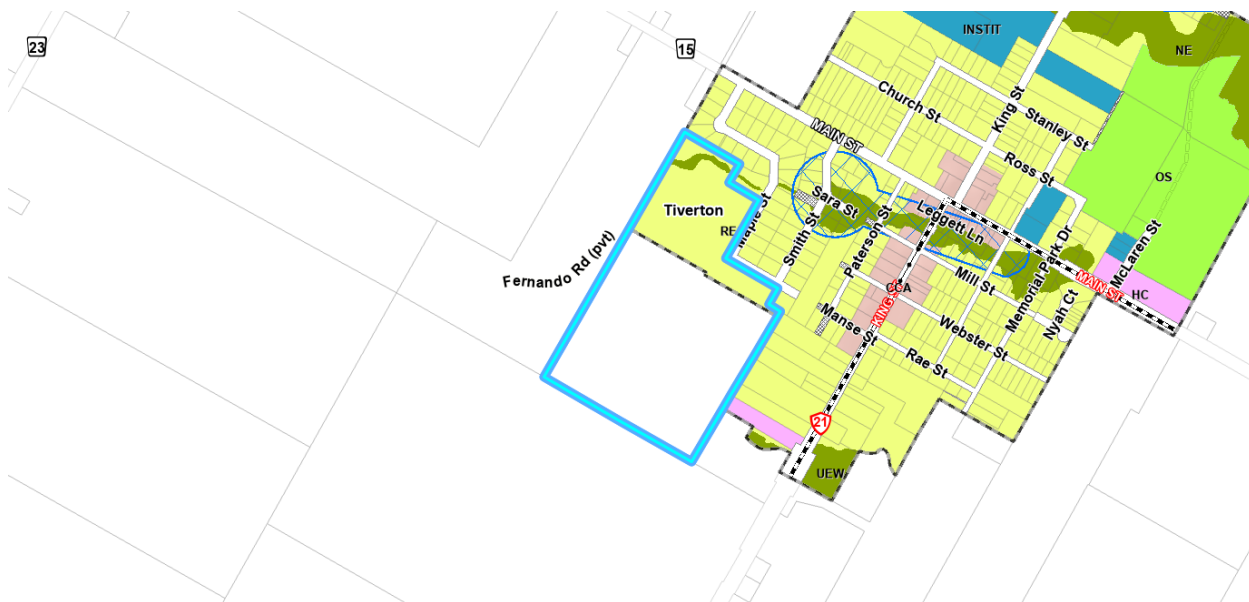 INSTIT
23
15
NE
King St
Church St
Stanley St
MAIN ST
Ross St
OS
Sara St
Tiverton
Maple St
RE
Leggett Ln
Smith St
Paterson St
McLaren St
Memorial Park Dr
Fernando Rd (pvt)
Mill St
MAIN ST
HC
CCA
KING ST
Nyah Ct
Manse St
Webster St
Rae St
21
UEW